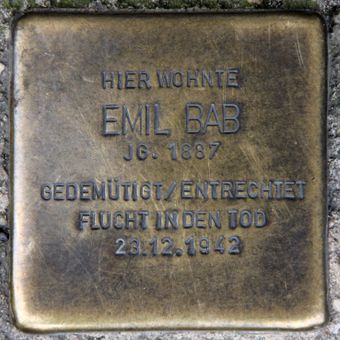 HIER WOHNTE
EMIL BAB
JG. 1887
GEDEMÜTIGT/ENTRECHTET
FLUCHT IN DEN TOD
23.12.1942